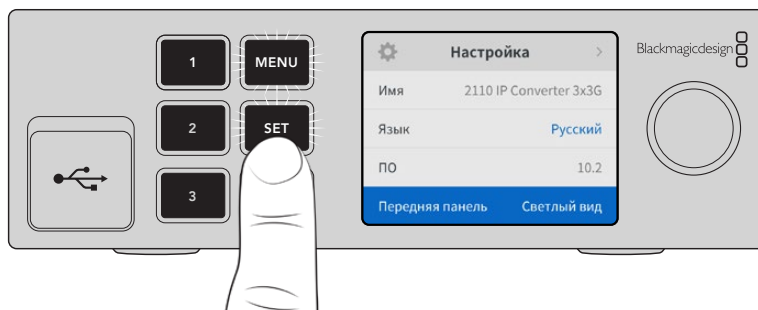 1
MENU
2
SET
3
Настройка
Имя 2110 IP Converter 3x3G
Язык Русский
ПО 10.2
Передняя панель Светлый вид
Blackmagicdesign